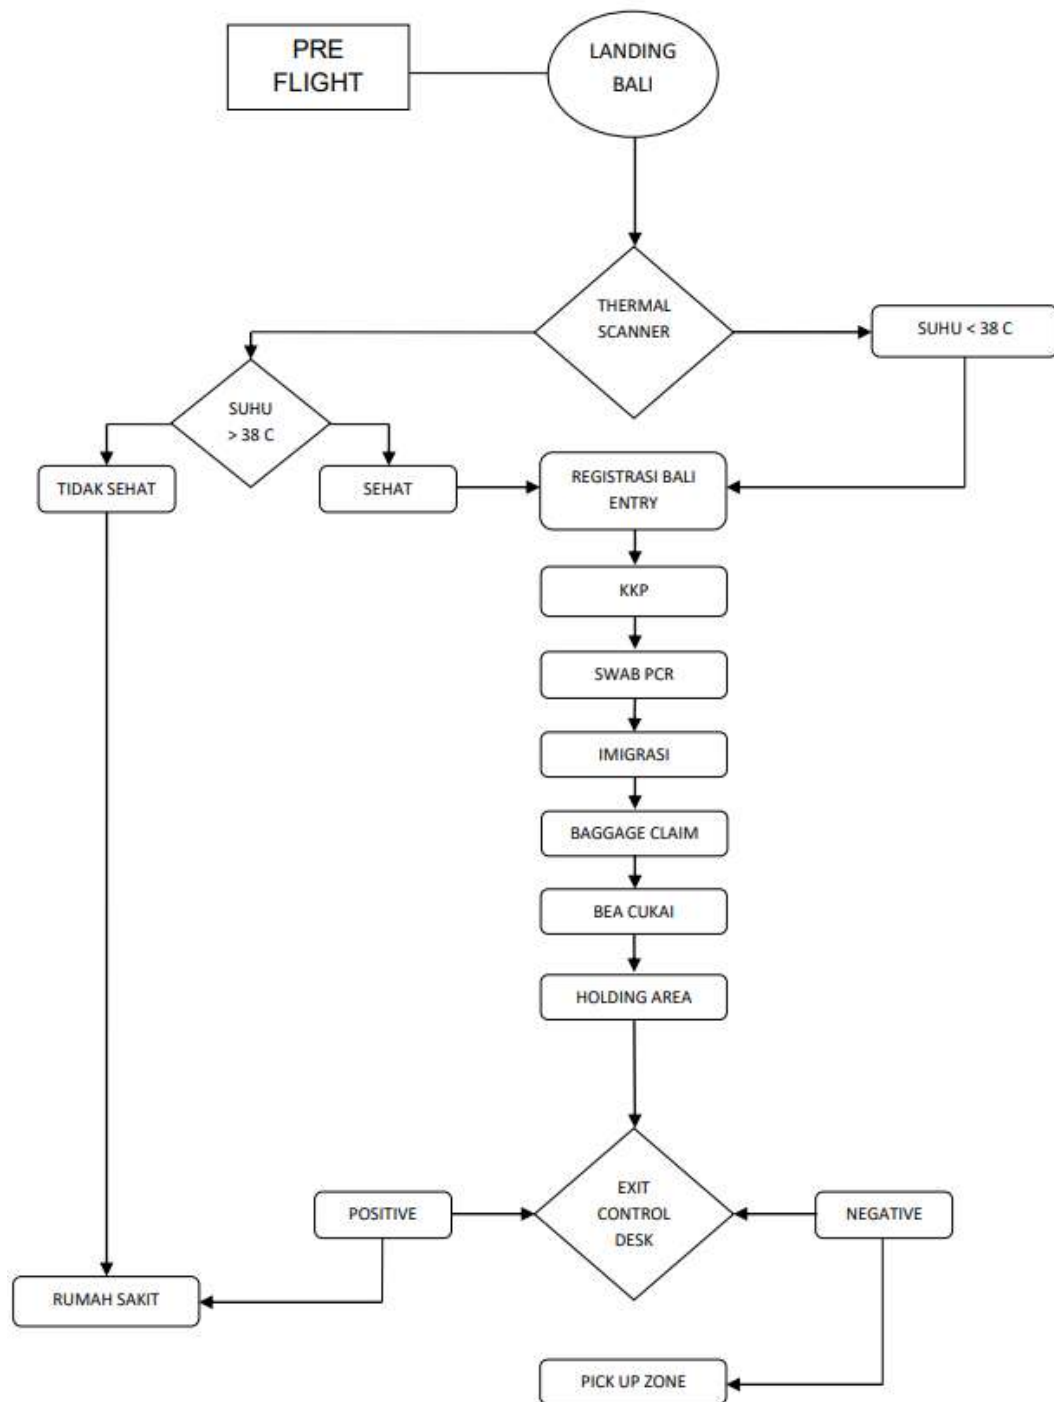 PRE
FLIGHT
LANDING
BALI
THERMAL
SCANNER
SUHU < 38 C
SUHU
> 38 C
TIDAK SEHAT
SEHAT
REGISTRASI BALI
ENTRY
KKP
SWAB PCR
IMIGRASI
BAGGAGE CLAIM
BEA CUKAI
HOLDING AREA
POSITIVE
EXIT
CONTROL
DESK
NEGATIVE
RUMAH SAKIT
PICK UP ZONE